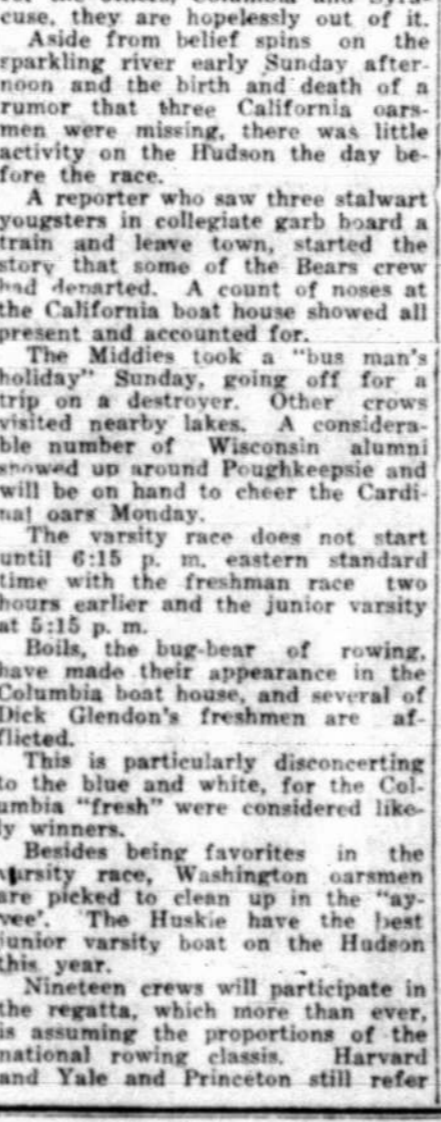 cuse, they are hopelessly out of it.
Aside from belief spins on the
sparkling river early Sunday after-
noon and the birth and death of a
rumor that three California oars-
men were missing, there was little
activity on the Hudson the day be-
fore the race.
A reporter who saw three stalwart
yougsters in collegiate garb board a
train and leave town, started the
story that some of the Bears crew
had departed. A count of noses at
the California boat house showed all
present and accounted for.
The Middies took a "bus man's
holiday" Sunday, going off for a
trip on a destroyer. Other crows
visited nearby lakes. A considera-
ble number of Wisconsin alumni
showed up around Poughkeepsie and
will be on hand to cheer the Cardi-
nal oars Monday.
The varsity race does not start
until 6:15 p. m. eastern standard
time with the freshman race two
hours earlier and the junior varsity
at 5:15 p. m.
Boils, the bug-bear of rowing,
have made their appearance in the
Columbia boat house, and several of
Dick Glendon's freshmen are af-
flicted.
This is particularly disconcerting
to the blue and white, for the Col-
umbia "fresh" were considered like-
ly winners.
Besides being favorites in the
varsity race, Washington oarsmen
are picked to clean up in the "ay-
vee'. The Huskie have the best
junior varsity boat on the Hudson
this year.
Nineteen crews will participate in
the regatta, which more than ever,
is assuming the proportions of the
national rowing classis. Harvard
and Yale and Princeton still refer